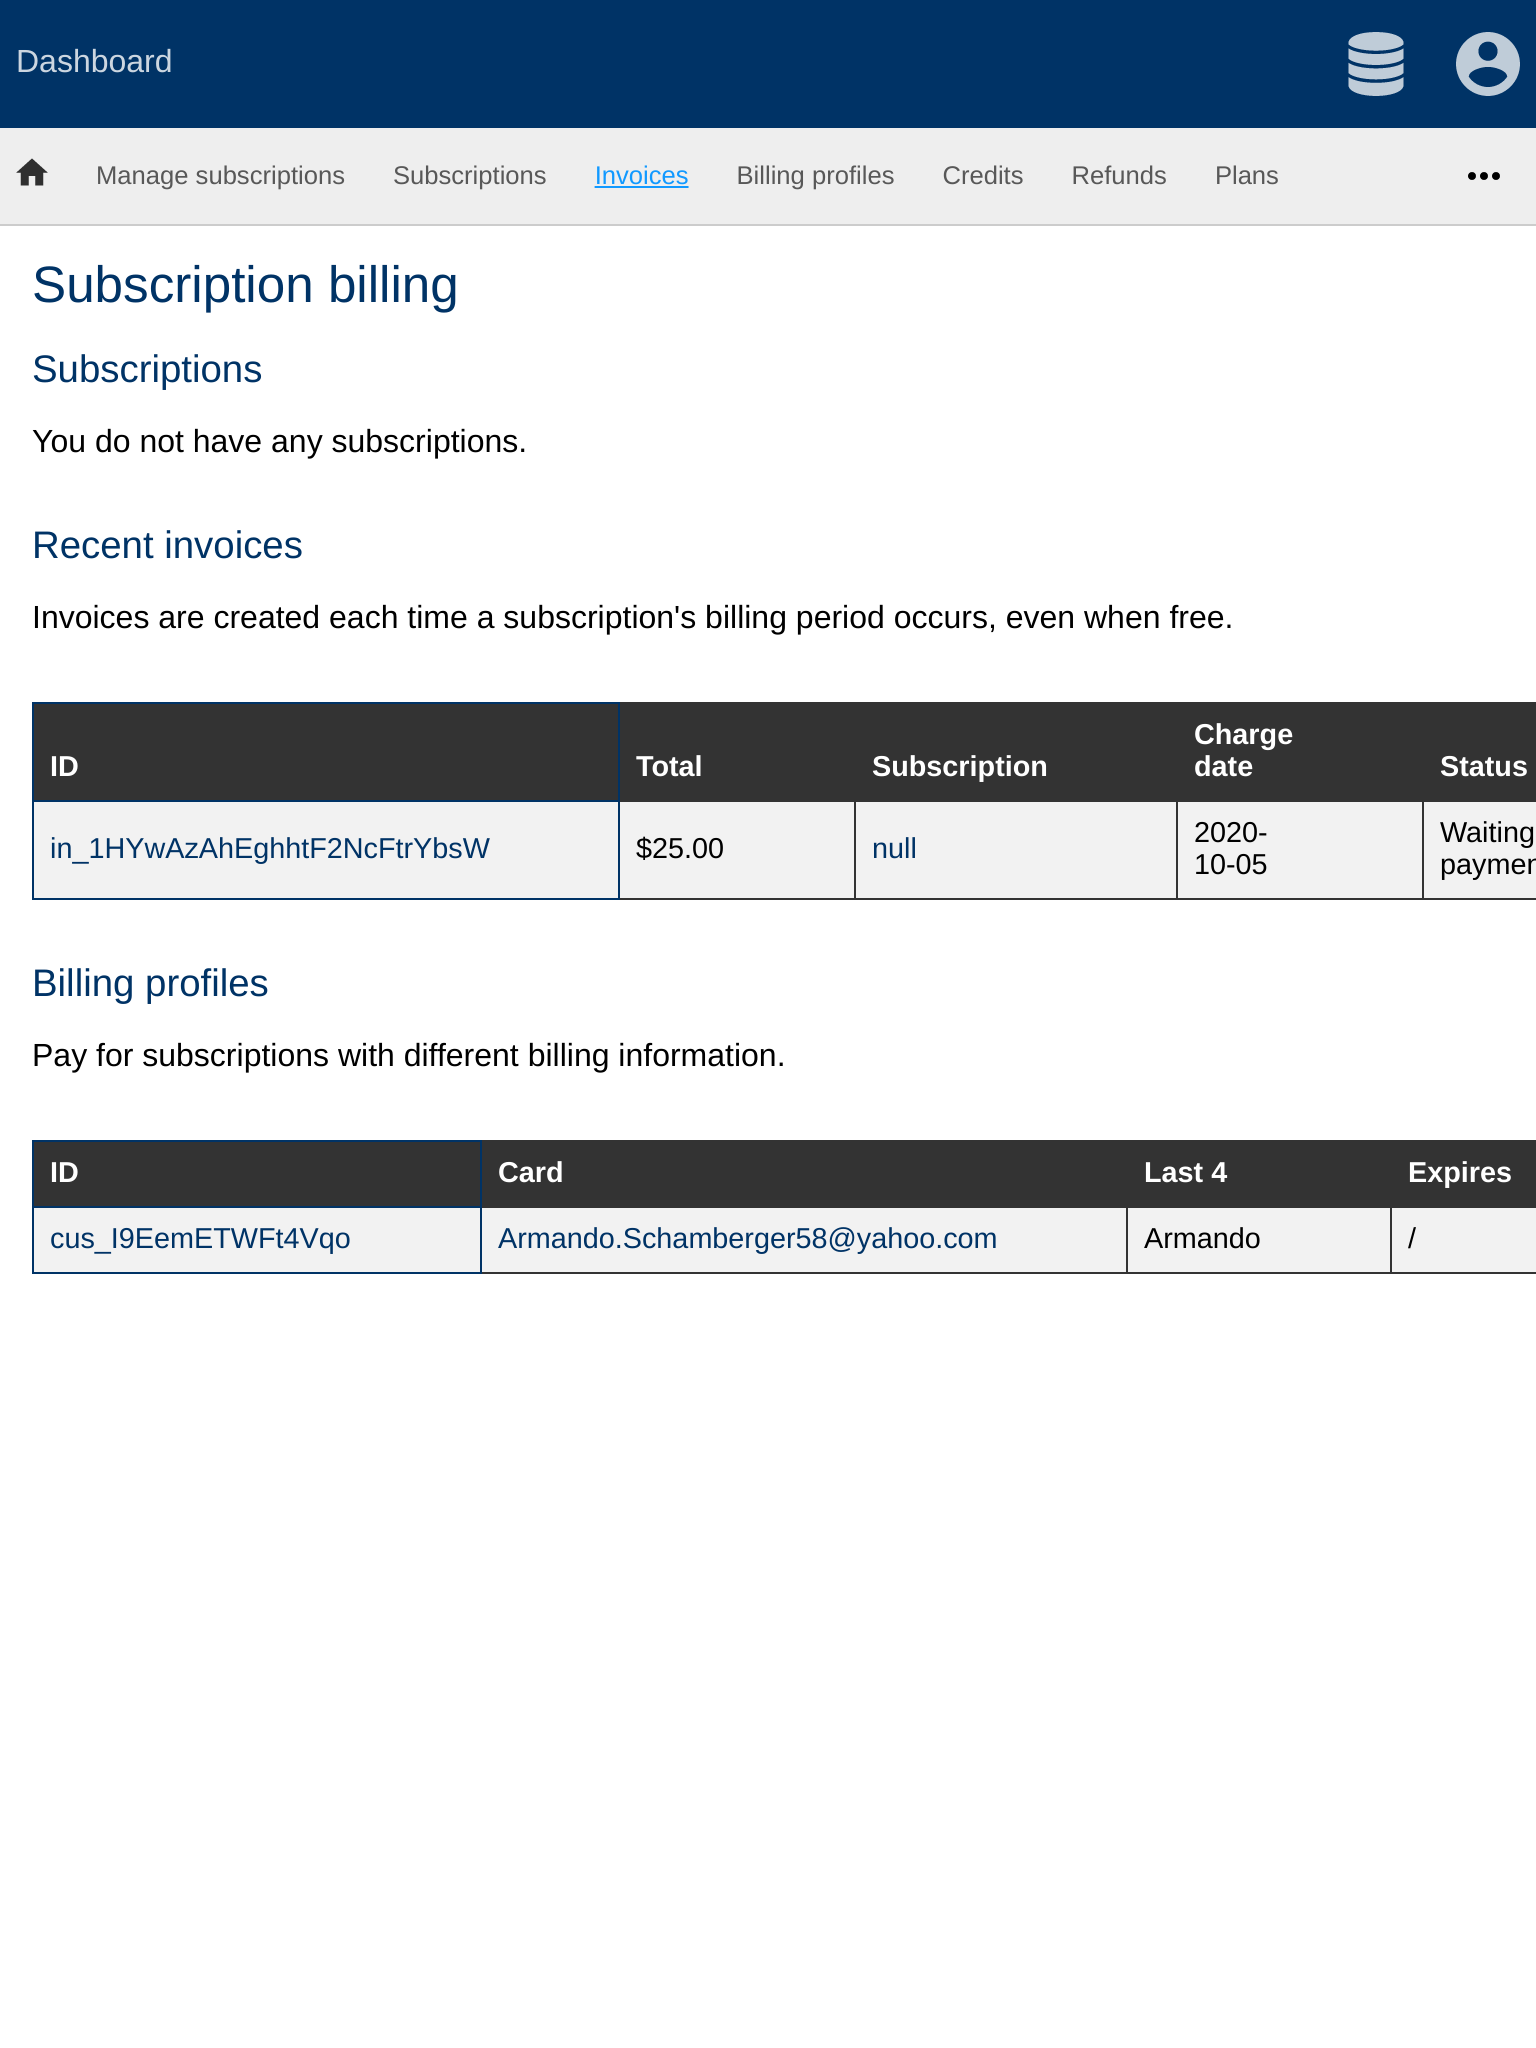 Dashboard
Manage subscriptions Subscriptions Invoices Billing profiles Credits Refunds Plans
Subscription billing
Subscriptions
You do not have any subscriptions.
Recent invoices
Invoices are created each time a subscription's billing period occurs, even when free.
ID Total Subscription Charge date Status
in_1HYwAzAhEghhtF2NcFtrYbsW $25.00 null 2020-10-05 Waiting
Billing profiles
Pay for subscriptions with different billing information.
ID Card Last 4 Expires
cus_I9EemETWFt4Vqo Armando.Schamberger58@yahoo.com Armando /